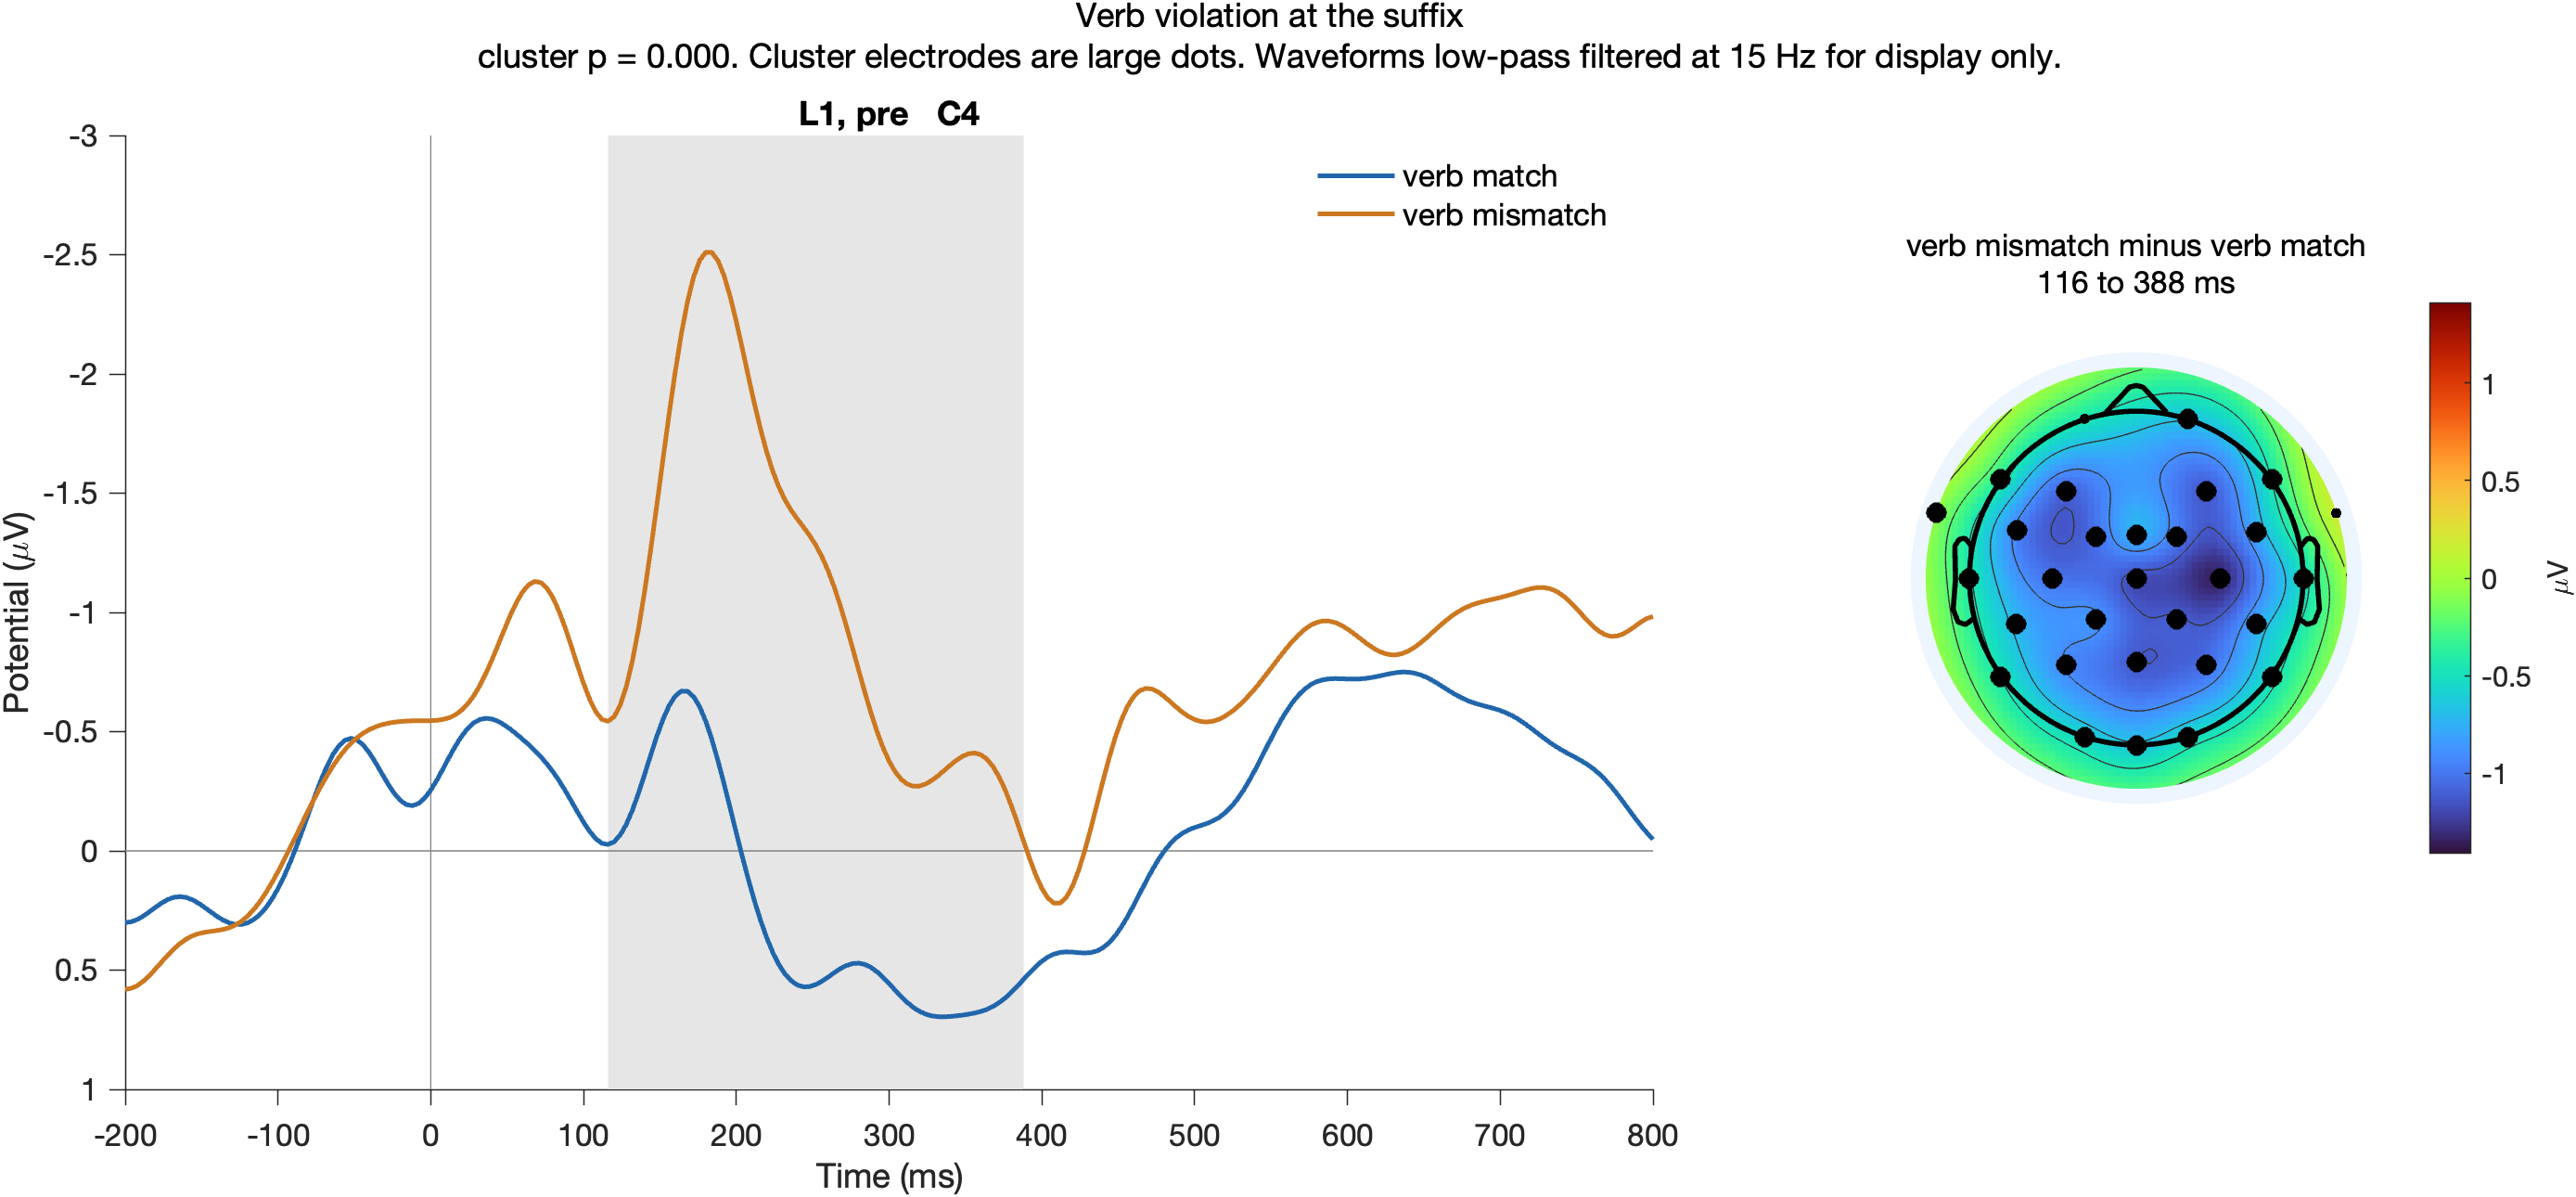 Verb violation at the suffix
cluster p = 0.000. Cluster electrodes are large dots. Waveforms low-pass filtered at 15 Hz for display only.
L1, pre C4
-3
-2.5
-2
-1.5
-1
-0.5
0
0.5
1
Potential (μV)
-200 -100 0 100 200 300 400 500 600 700 800
Time (ms)
verb match
verb mismatch
verb mismatch minus verb match
116 to 388 ms
1
0.5
0
-0.5
-1
μV